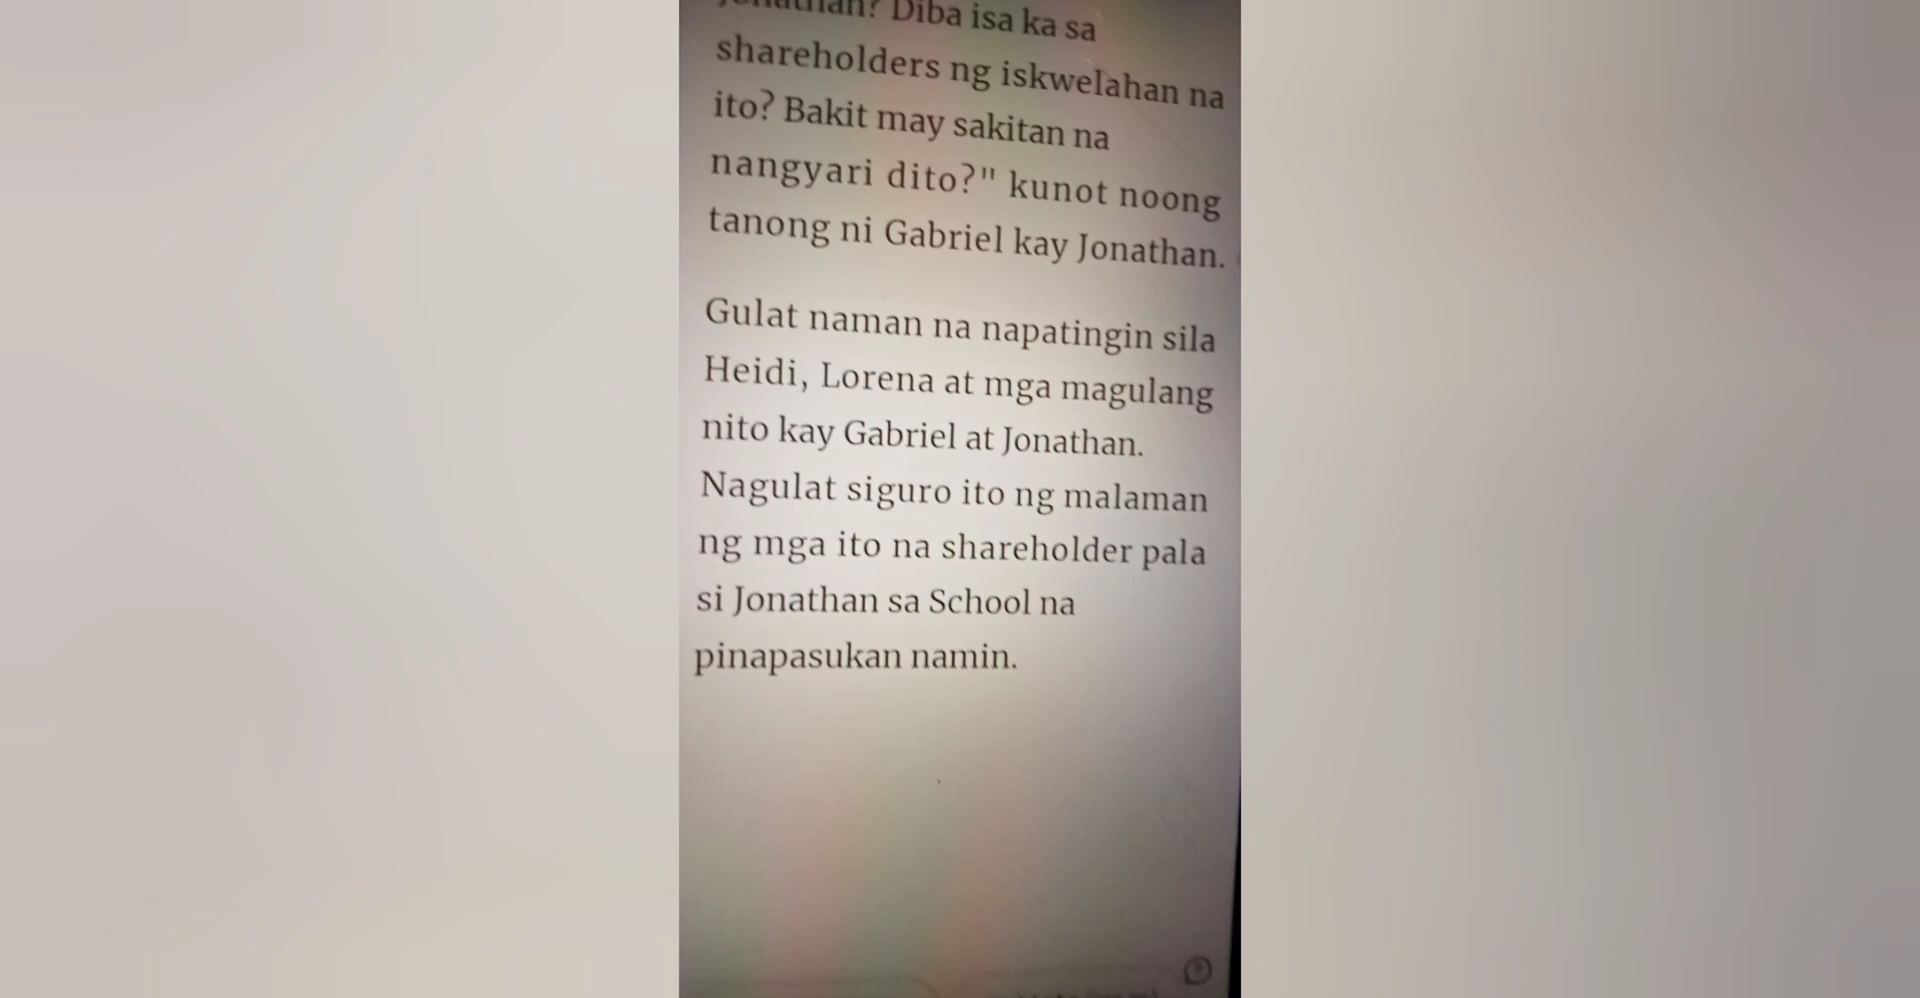 Jonathan? Diba isa ka sa
shareholders ng iskwelahan na
ito? Bakit may sakitan na
nangyari dito?" kunot noong
tanong ni Gabriel kay Jonathan.
Gulat naman na napatingin sila
Heidi, Lorena at mga magulang
nito kay Gabriel at Jonathan.
Nagulat siguro ito ng malaman
ng mga ito na shareholder pala
si Jonathan sa School na
pinapasukan namin.